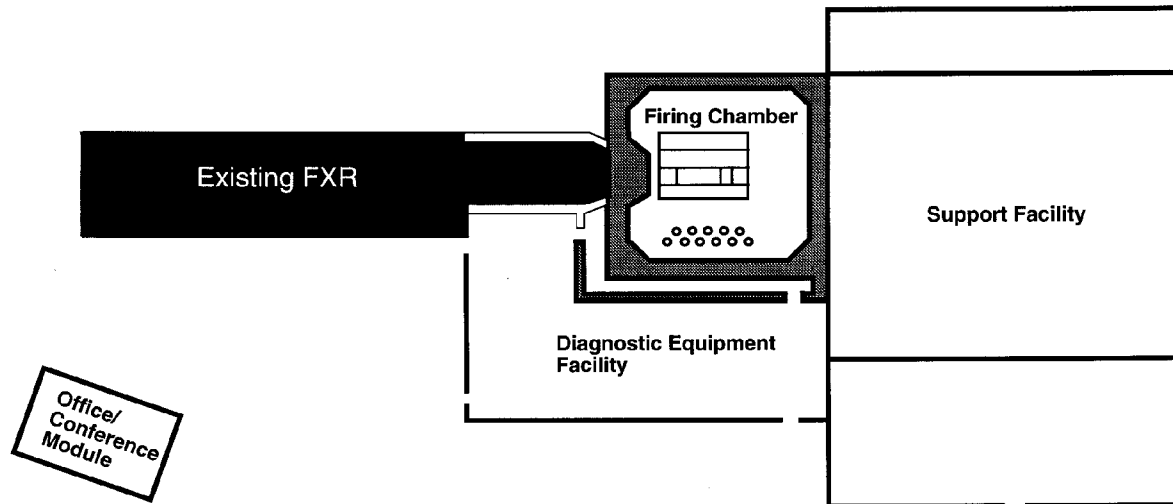 Firing Chamber
Existing FXR
Support Facility
Diagnostic Equipment
Facility
Office/
Conference
Module